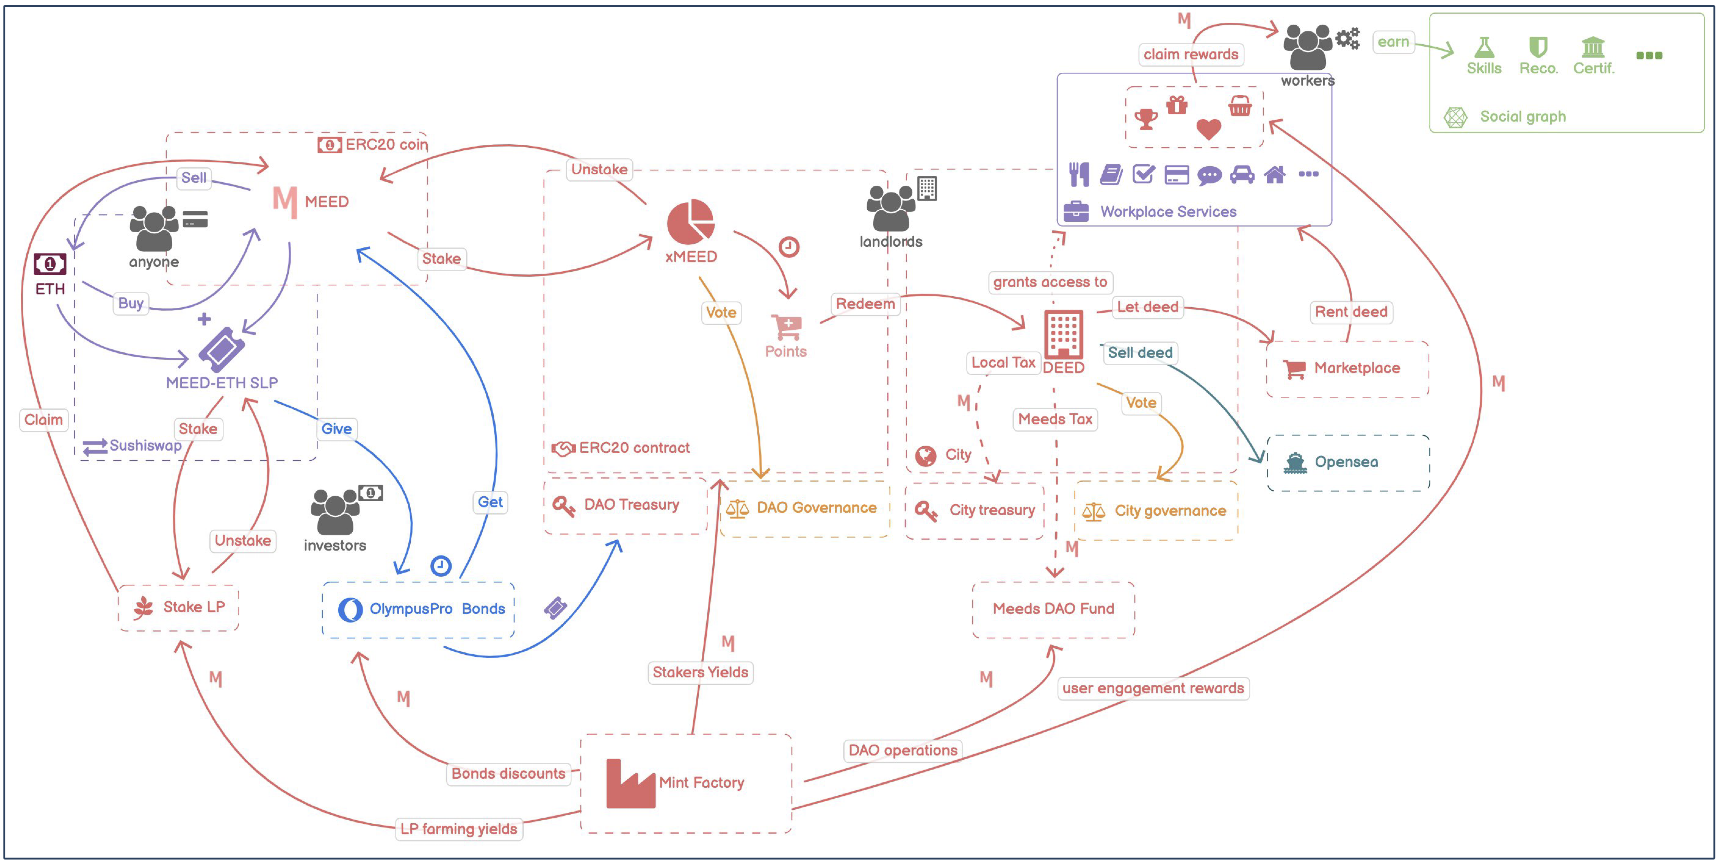 claim rewards
workers
earn
Skills
Reco.
Certif.
Social graph
ERC20 coin
Unstake
Sell
MEED
anyone
ETH
Buy
Stake
xMEED
landlords
Workplace Services
grants access to
Redeem
Vote
Points
Let deed
Rent deed
Sell deed
Local Tax
DEED
Marketplace
MEED-ETH SLP
Claim
Stake
Give
Sushiswap
Meeds Tax
Vote
ERC20 contract
City
Opensea
Get
DAO Treasury
DAO Governance
City treasury
City governance
Unstake
investors
Stake LP
OlympusPro Bonds
Meeds DAO Fund
Stakers Yields
user engagement rewards
DAO operations
Bonds discounts
Mint Factory
LP farming yields